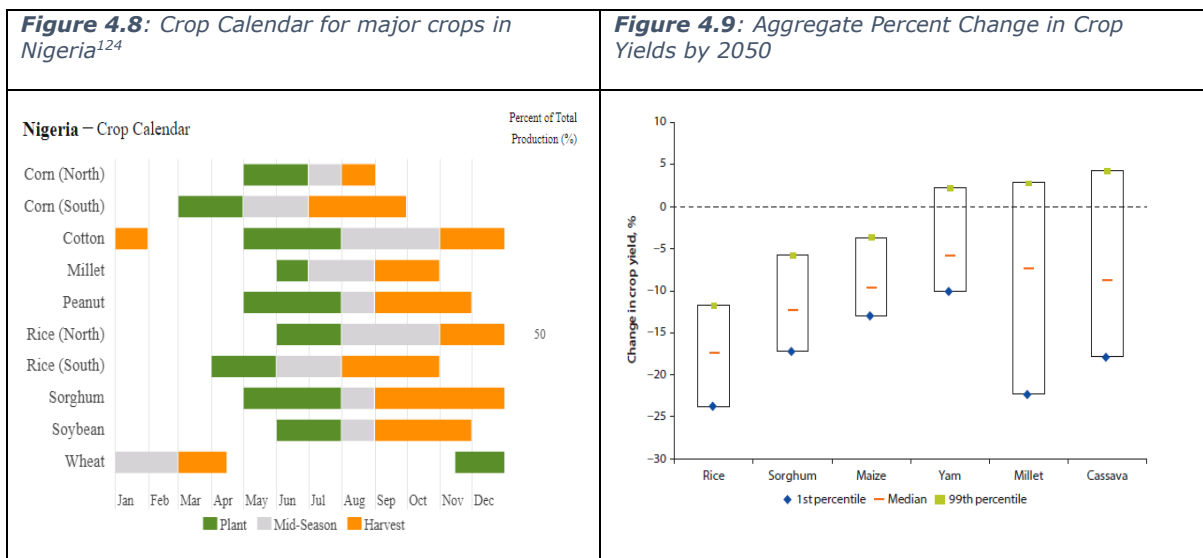 Figure 4.8: Crop Calendar for major crops in
Nigeria124
Figure 4.9: Aggregate Percent Change in Crop
Yields by 2050
Nigeria — Crop Calendar
Percent of Total
Production (%)
Corn (North)
Corn (South)
Cotton
Millet
Peanut
Rice (North)
50
Rice (South)
Sorghum
Soybean
Wheat
Jan Feb Mar Apr May Jun Jul Aug Sep Oct Nov Dec
Plant Mid-Season Harvest
Change in crop yield, %
10
5
0
−5
−10
−15
−20
−25
−30
Rice Sorghum Maize Yam Millet Cassava
1st percentile Median 99th percentile